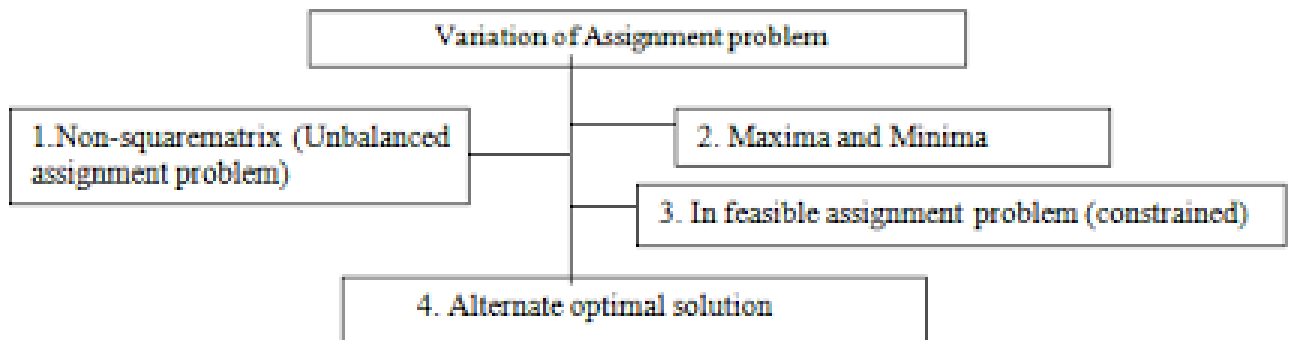 Variation of Assignment problem
1.Non-squarematrix (Unbalanced
assignment problem)
2. Maxima and Minima
3. In feasible assignment problem (constrained)
4. Alternate optimal solution